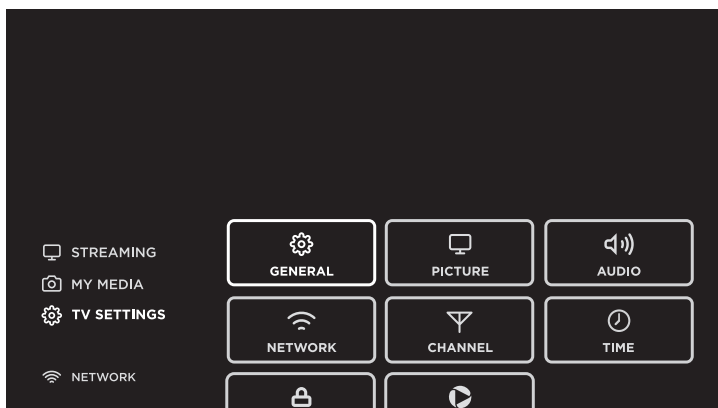 STREAMING
MY MEDIA
TV SETTINGS
NETWORK
GENERAL
PICTURE
AUDIO
NETWORK
CHANNEL
TIME